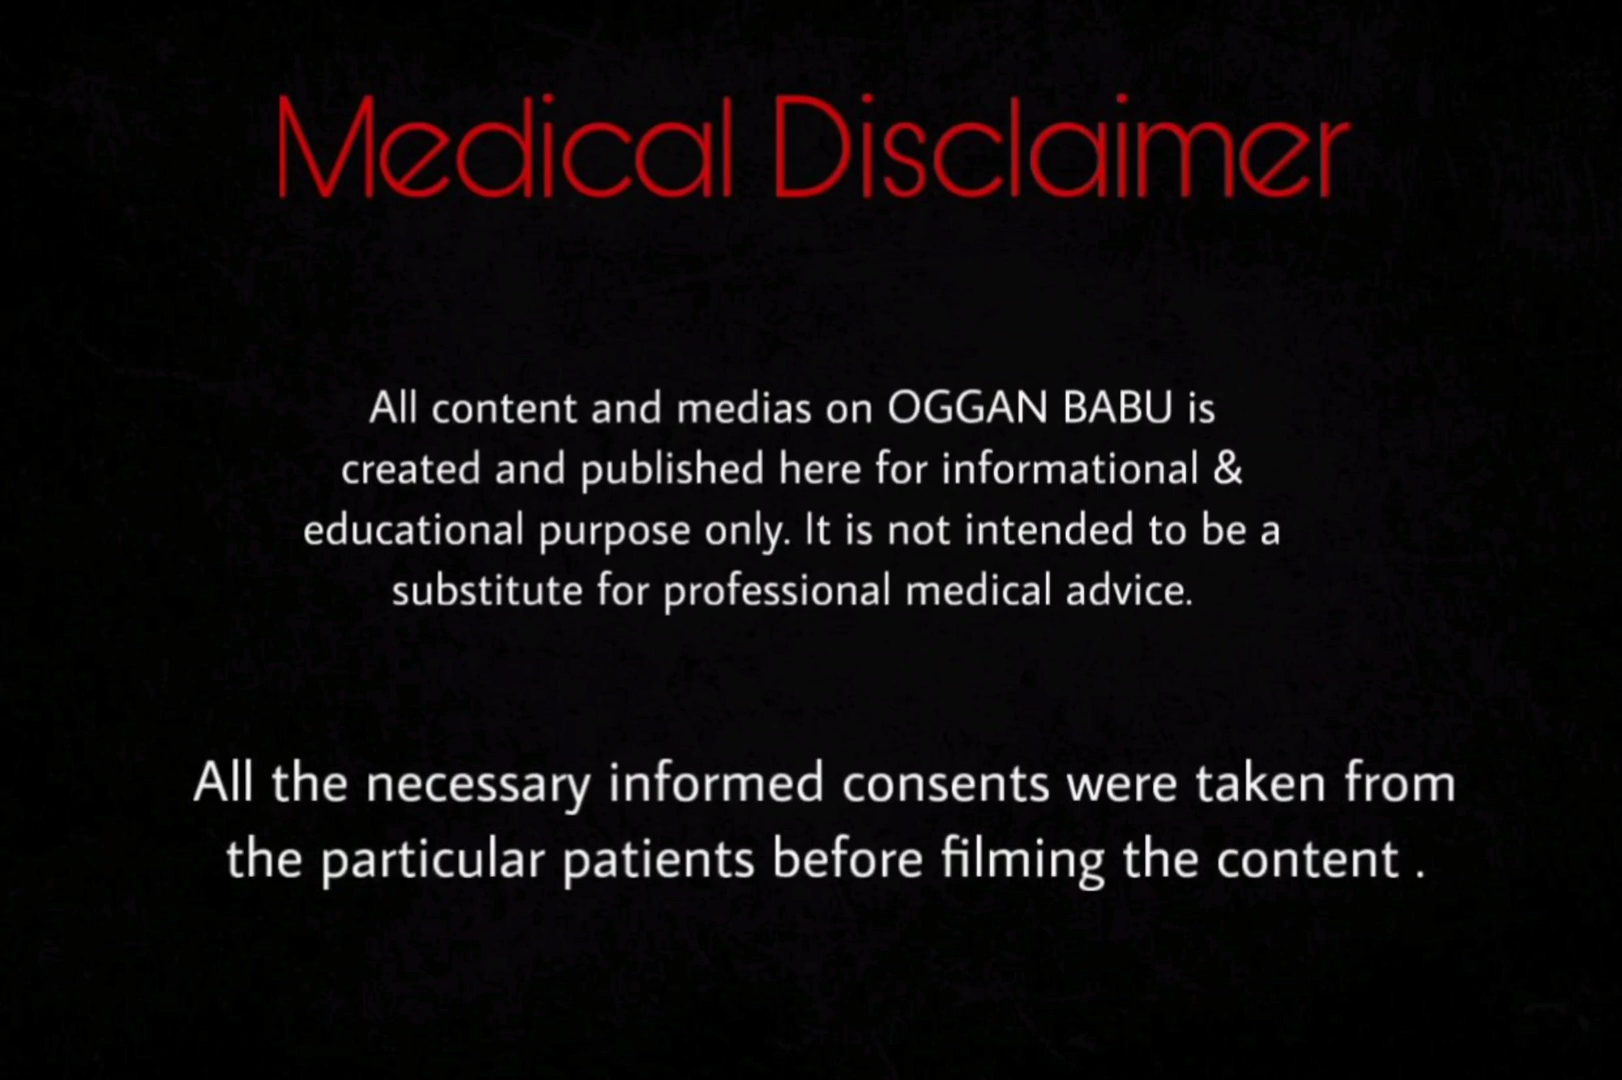 Medical Disclaimer
All content and medias on OGGAN BABU is
created and published here for informational &
educational purpose only. It is not intended to be a
substitute for professional medical advice.
All the necessary informed consents were taken from
the particular patients before filming the content .